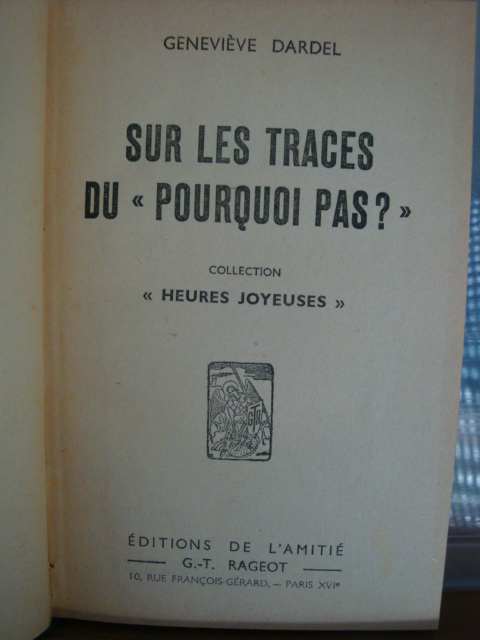 GENEVIÈVE DARDEL
SUR LES TRACES
DU « POURQUOI PAS ? »
COLLECTION
« HEURES JOYEUSES »
GTR
ÉDITIONS DE L'AMITIÉ
G.-T. RAGEOT
10, RUE FRANÇOIS-GÉRARD, — PARIS XVIᵉ